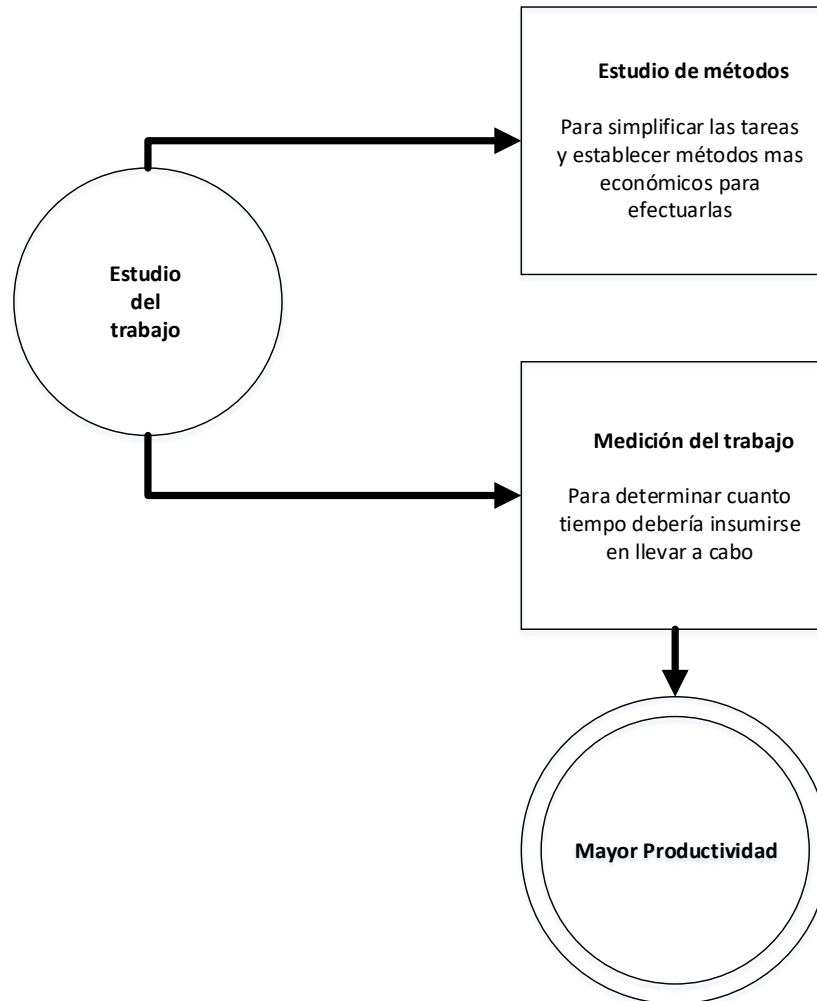 Estudio de métodos
Para simplificar las tareas
y establecer métodos mas
económicos para
efectuarlas
Estudio
del
trabajo
Medición del trabajo
Para determinar cuanto
tiempo debería insumirse
en llevar a cabo
Mayor Productividad